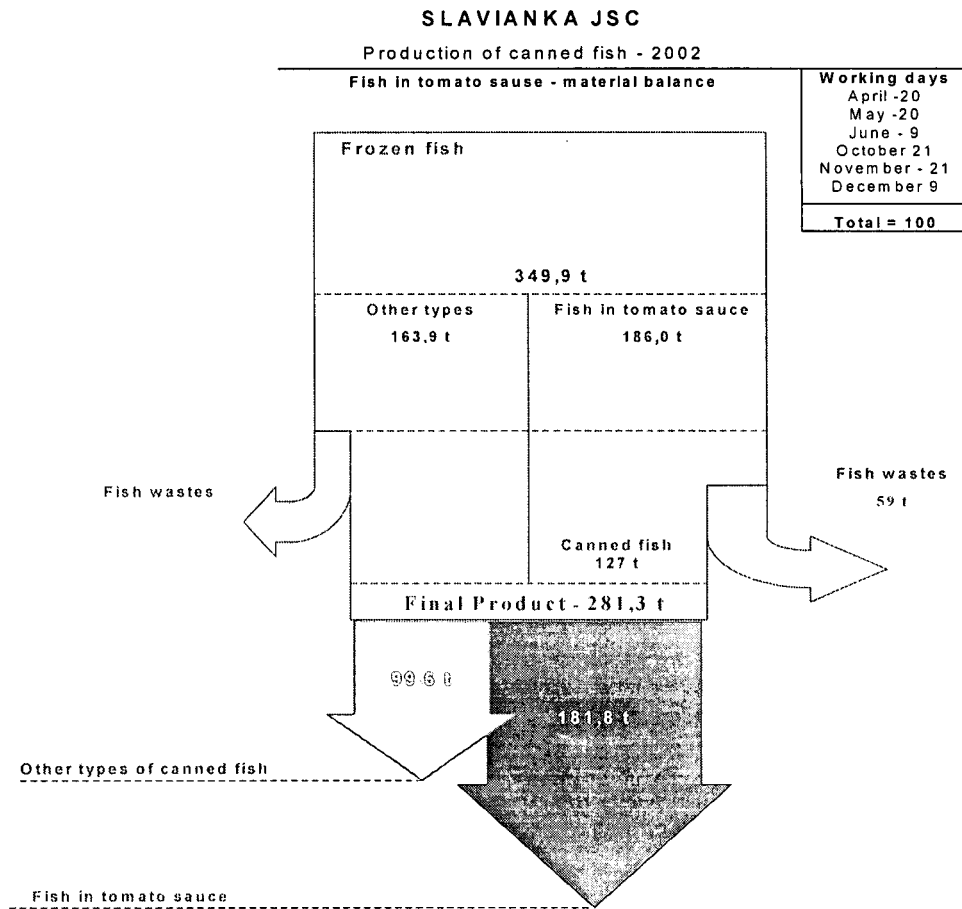 SLAVIANKA JSC
Production of canned fish - 2002
Fish in tomato sause - material balance
Working days
April -20
May -20
June - 9
October 21
November - 21
December 9
Total = 100
Frozen fish
349,9 t
Other types
163,9 t
Fish in tomato sauce
186,0 t
Fish wastes
Fish wastes
59 t
Canned fish
127 t
Final Product - 281,3 t
99 6 t
181,8 t
Other types of canned fish
Fish in tomato sauce